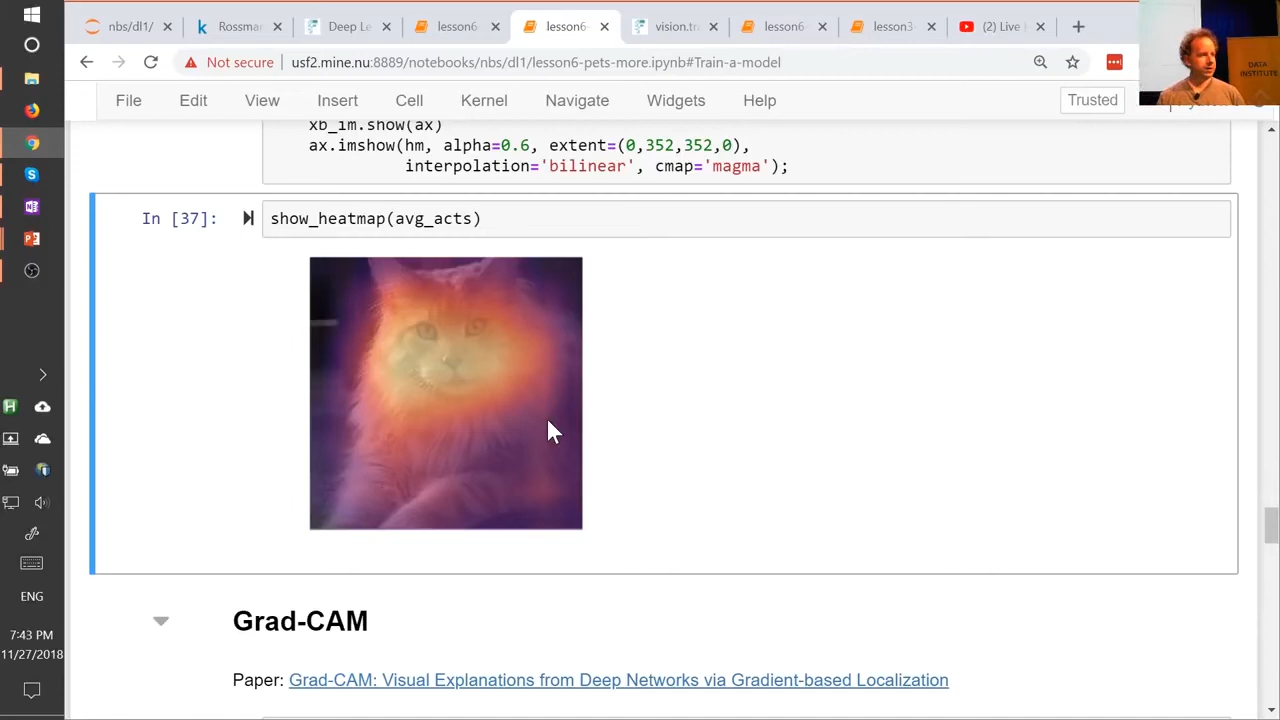 nbs/dl1/
Rossmar
Deep Le
lesson6-
lesson6-
vision.tr
lesson6-
lesson3-
(2) Live
Not secure
usf2.mine.nu:8889/notebooks/nbs/dl1/lesson6-pets-more.ipynb#Train-a-model
DATA
INSTITUTE
File Edit View Insert Cell Kernel Navigate Widgets Help
Trusted
xb_im.show(ax)
ax.imshow(hm, alpha=0.6, extent=(0,352,352,0),
interpolation='bilinear', cmap='magma');
In [37]: show_heatmap(avg_acts)
Grad-CAM
Paper: Grad-CAM: Visual Explanations from Deep Networks via Gradient-based Localization
ENG
7:43 PM
11/27/2018